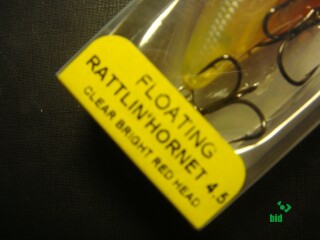 FLOATING
RATTLIN'HORNET 4.5
CLEAR BRIGHT RED HEAD
bid